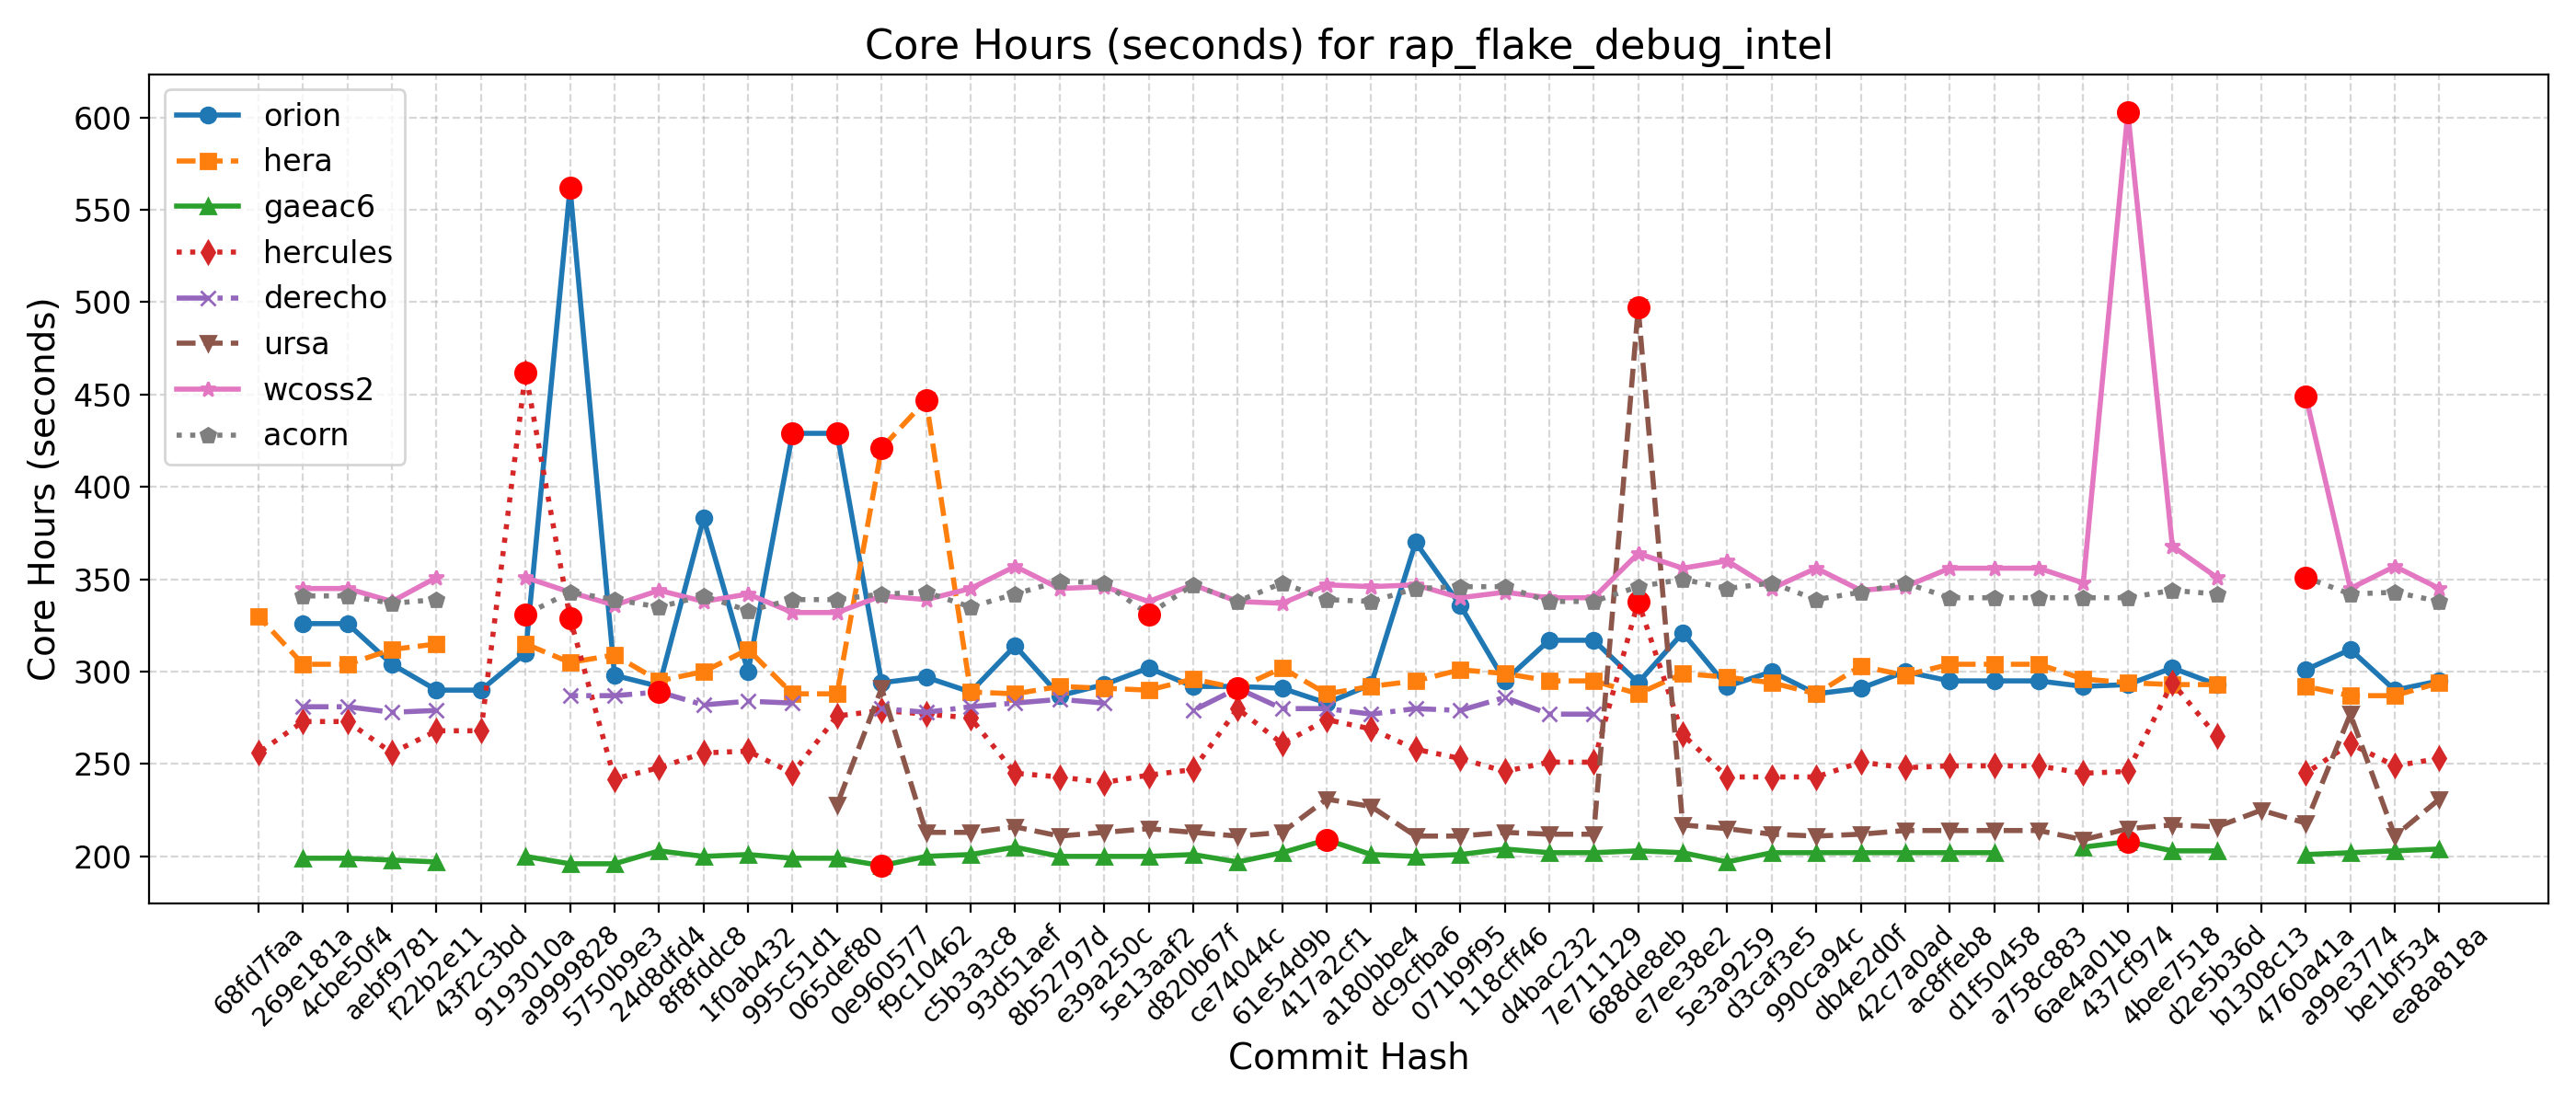 Core Hours (seconds) for rap_flake_debug_intel
Core Hours (seconds)
600
550
500
450
400
350
300
250
200
orion
hera
gaeac6
hercules
derecho
ursa
wcoss2
acorn
68fd7faa
269e181a
4cbe50f4
aebf9781
f22b2e11
43f2c3bd
9193010a
a9999828
5750b9e3
24d8dfd4
8f8fddc8
1f0ab432
995c51d1
065def80
0e960577
f9c10462
c5b3a3c8
93d51aef
8b52797d
e39a250c
5e13aaf2
d820b67f
ce74044c
61e54d9b
417a2cf1
a180bbe4
dc9cfba6
071b9f95
118cff46
d4bac232
7e711129
688de8eb
e7ee38e2
5e3a9259
d3caf3e5
990ca94c
db4e2d0f
42c7a0ad
ac8ffeb8
d1f50458
a758c883
6ae4a01b
437cf974
4bee7518
d2e5b36d
b1308c13
4760a41a
a99e3774
be1bf534
ea8a818a
Commit Hash